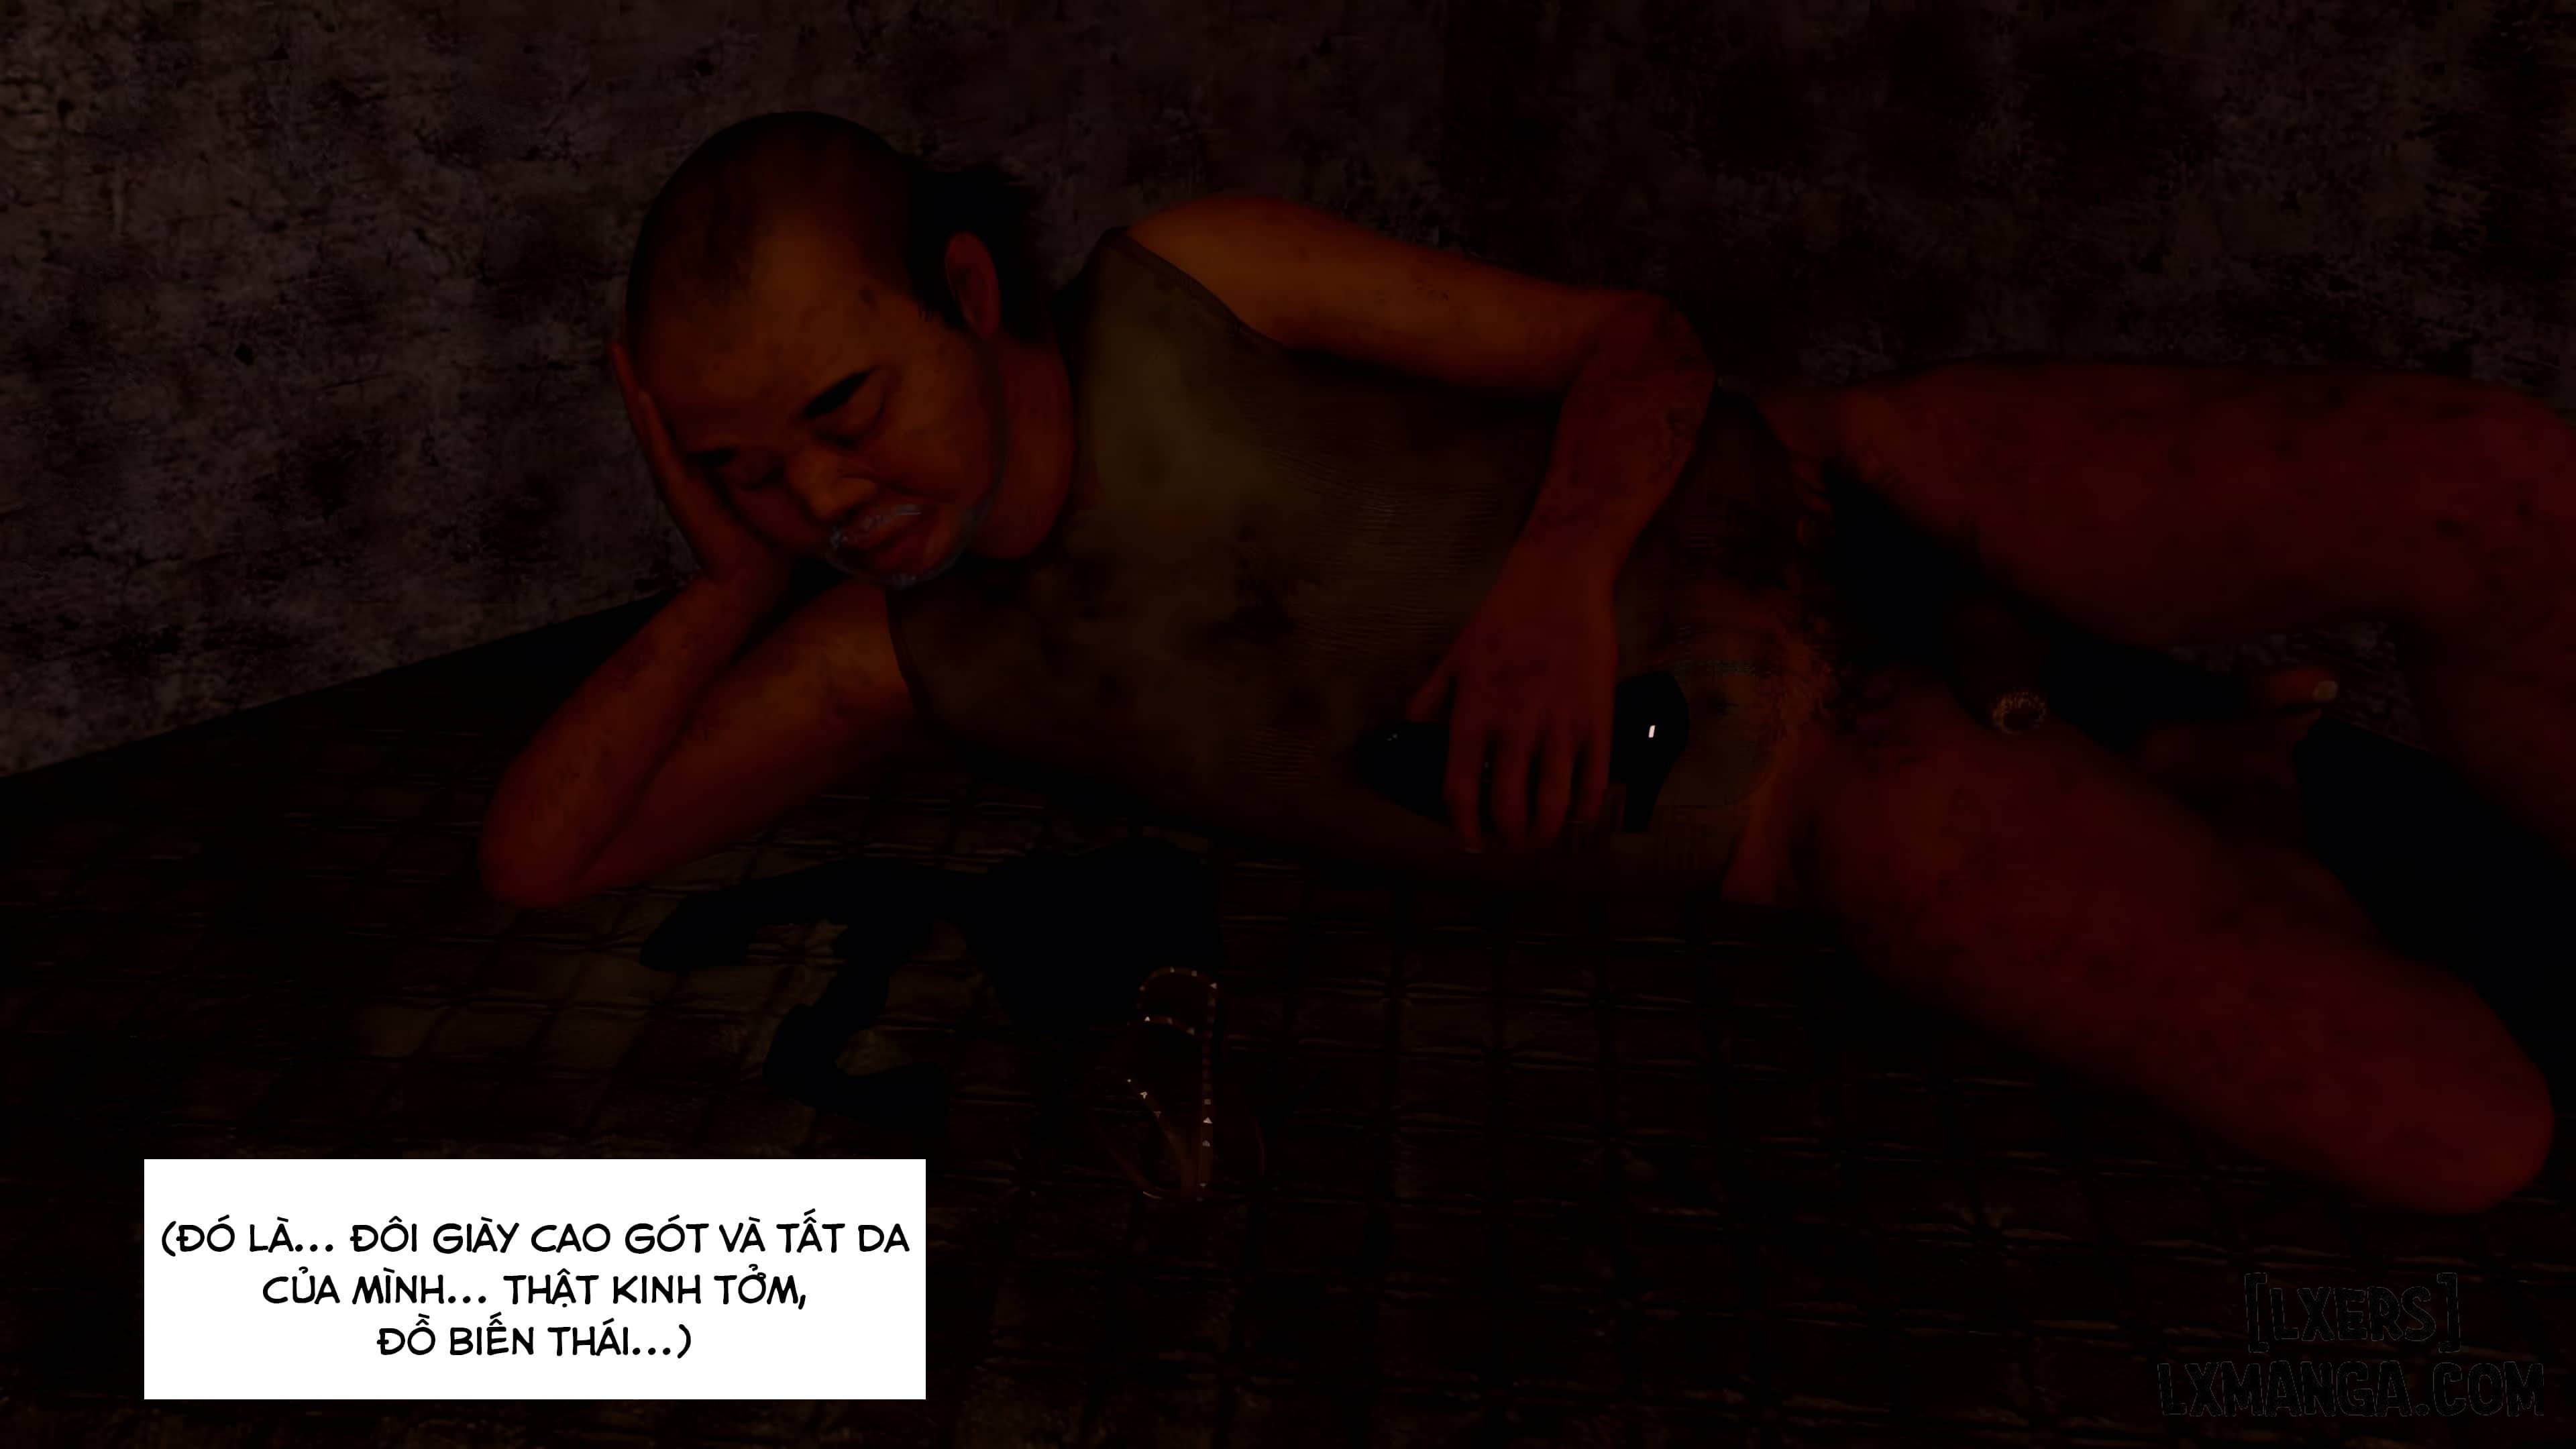 (ĐÓ LÀ... ĐÔI GIÀY CAO GÓT VÀ TẤT DA
CỦA MÌNH... THẬT KINH TỞM,
ĐỒ BIẾN THÁI...)
[LXERS]
LXMANGA.COM